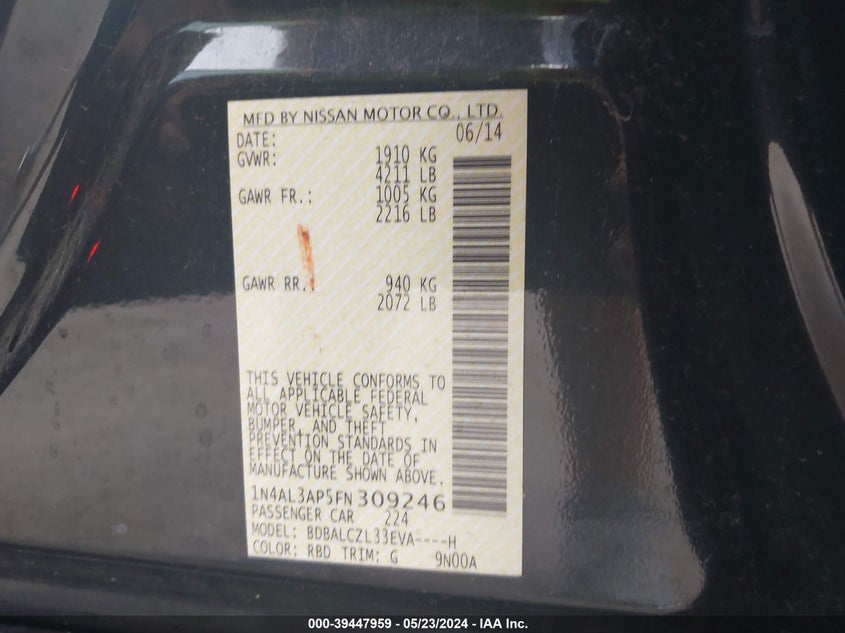 MFD BY NISSAN MOTOR CO., LTD.
DATE: 06/14
GVWR: 1910 KG
4211 LB
GAWR FR.: 1005 KG
2216 LB
GAWR RR.: 940 KG
2072 LB
THIS VEHICLE CONFORMS TO
ALL APPLICABLE FEDERAL
MOTOR VEHICLE SAFETY,
BUMPER, AND THEFT
PREVENTION STANDARDS IN
EFFECT ON THE DATE OF
MANUFACTURE SHOWN ABOVE.
1N4AL3AP5FN309246
PASSENGER CAR 224
MODEL: BDBALCZL33EVA----H
COLOR: RBD TRIM: G 9N00A
000-39447959 - 05/23/2024 - IAA Inc.